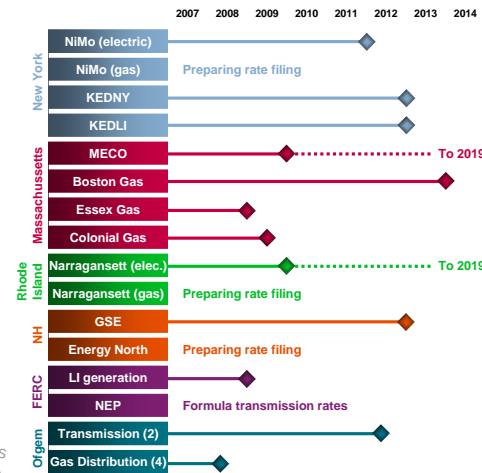 2007 2008 2009 2010 2011 2012 2013 2014
New York
NiMo (electric)
NiMo (gas) Preparing rate filing
KEDNY
KEDLI
Massachussetts
MECO To 2019
Boston Gas
Essex Gas
Colonial Gas
Rhode
Island
Narragansett (elec.) To 2019
Narragansett (gas) Preparing rate filing
NH
GSE
Energy North Preparing rate filing
FERC
LI generation
NEP Formula transmission rates
Ofgem
Transmission (2)
Gas Distribution (4)